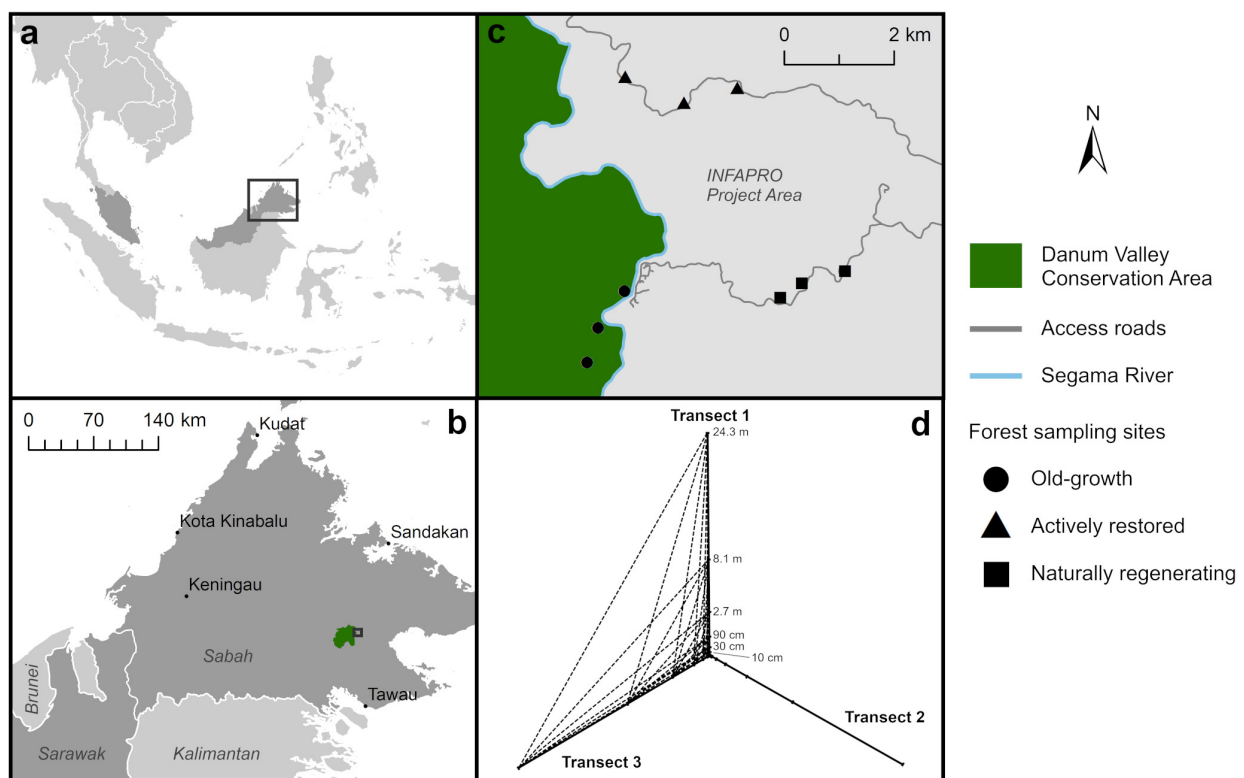 a
c
0 2 km
INFAPRO
Project Area
N
Danum Valley
Conservation Area
Access roads
Segama River
Forest sampling sites
Old-growth
Actively restored
Naturally regenerating
b
0 70 140 km
Kudat
Kota Kinabalu
Sandakan
Keningau
Sabah
Brunei
Tawau
Sarawak
Kalimantan
d
Transect 1
24.3 m
8.1 m
2.7 m
90 cm
30 cm
10 cm
Transect 2
Transect 3